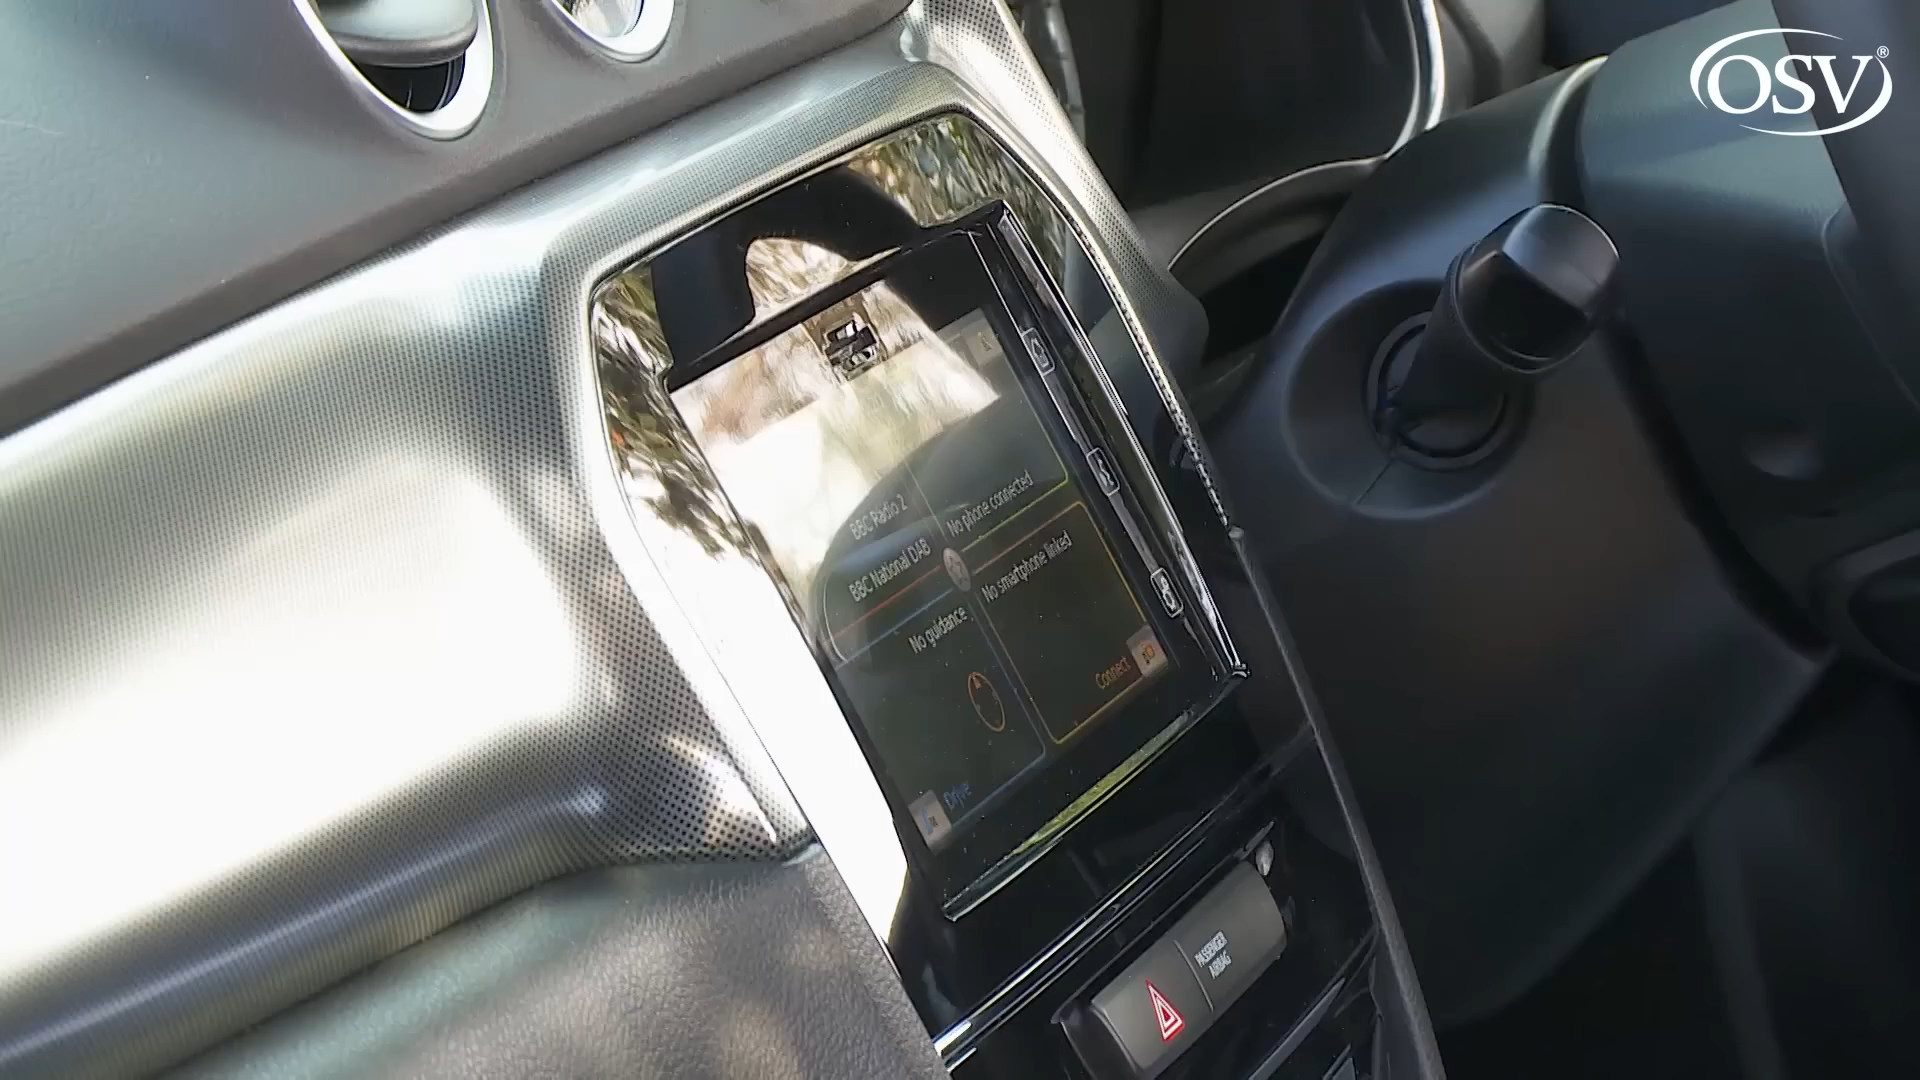 OSV®
BBC Radio 2
BBC National DAB
No phone connected
No guidance
No smartphone linked
Drive
Connect
PASSENGER
AIRBAG